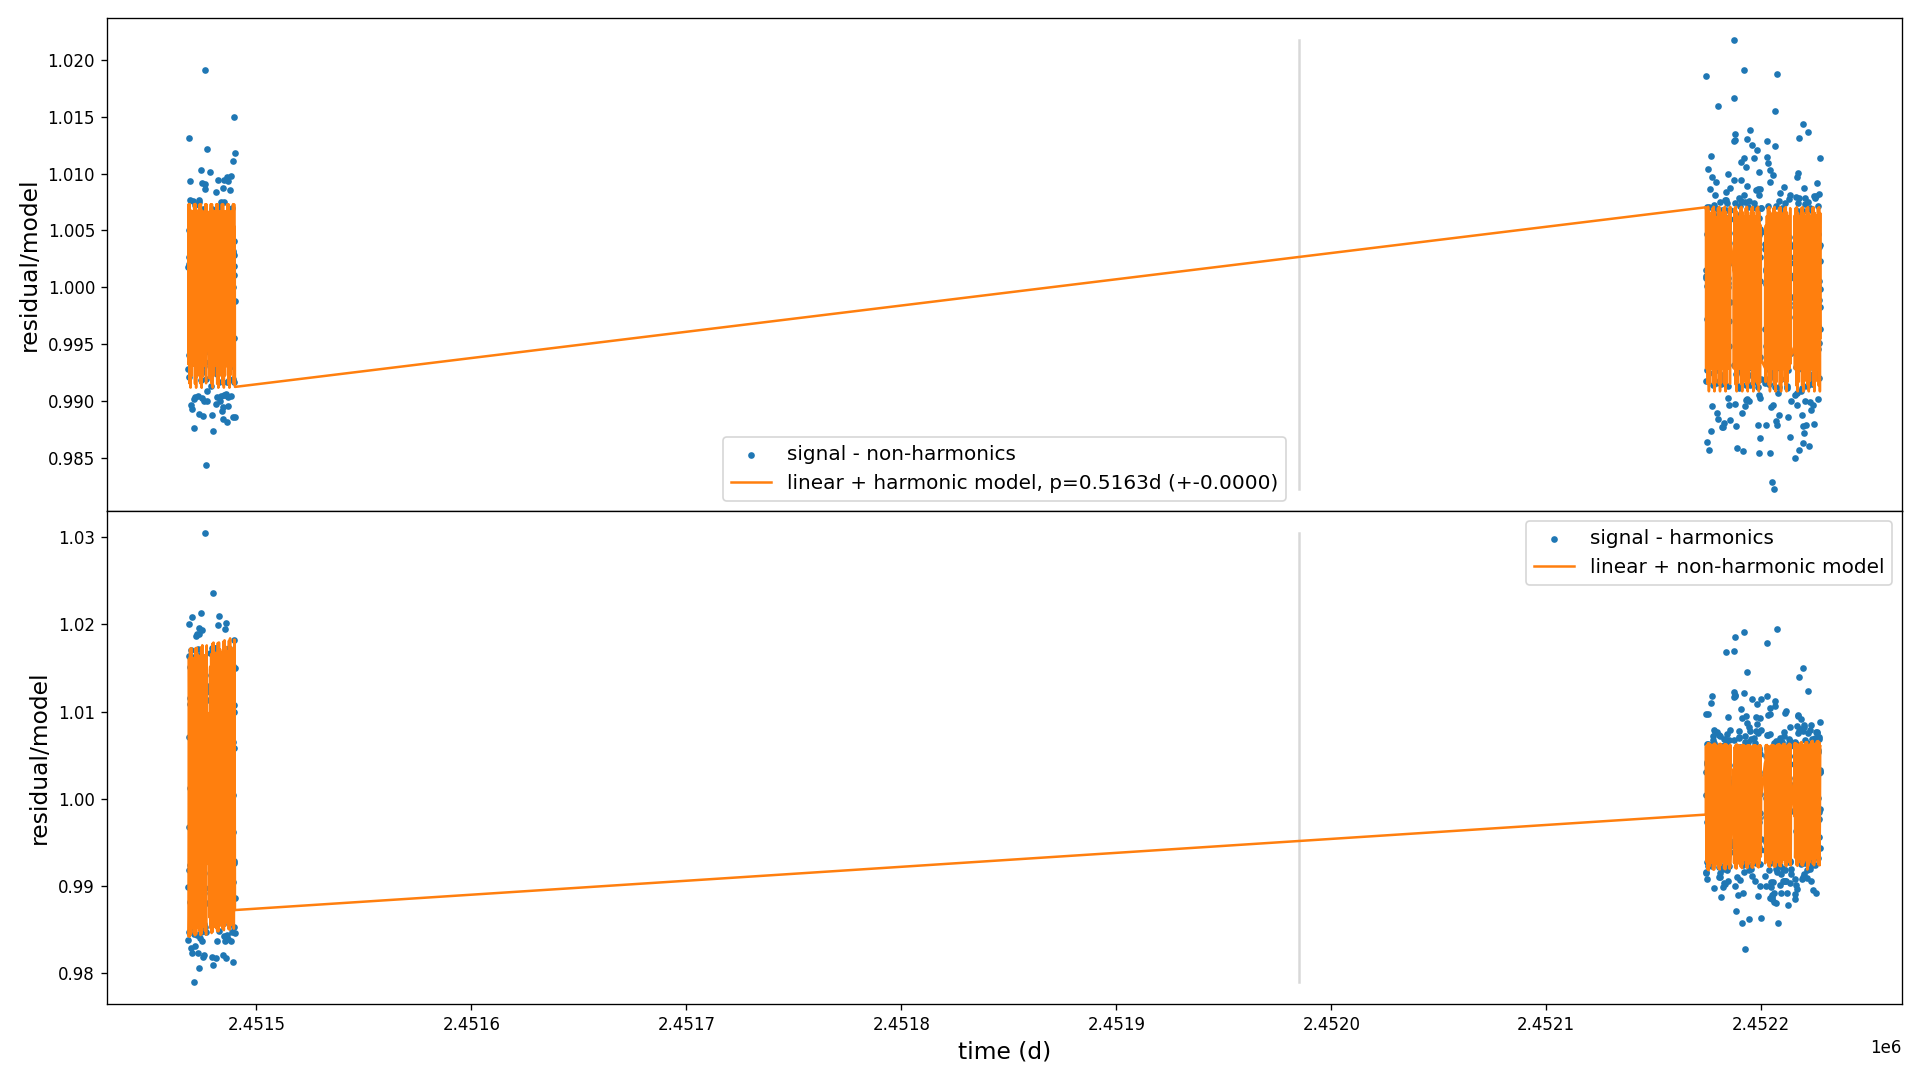 1.020
1.015
1.010
1.005
1.000
0.995
0.990
0.985
residual/model
signal - non-harmonics
linear + harmonic model, p=0.5163d (+-0.0000)
1.03
1.02
1.01
1.00
0.99
0.98
residual/model
signal - harmonics
linear + non-harmonic model
2.4515 2.4516 2.4517 2.4518 2.4519 2.4520 2.4521 2.4522
1e6
time (d)